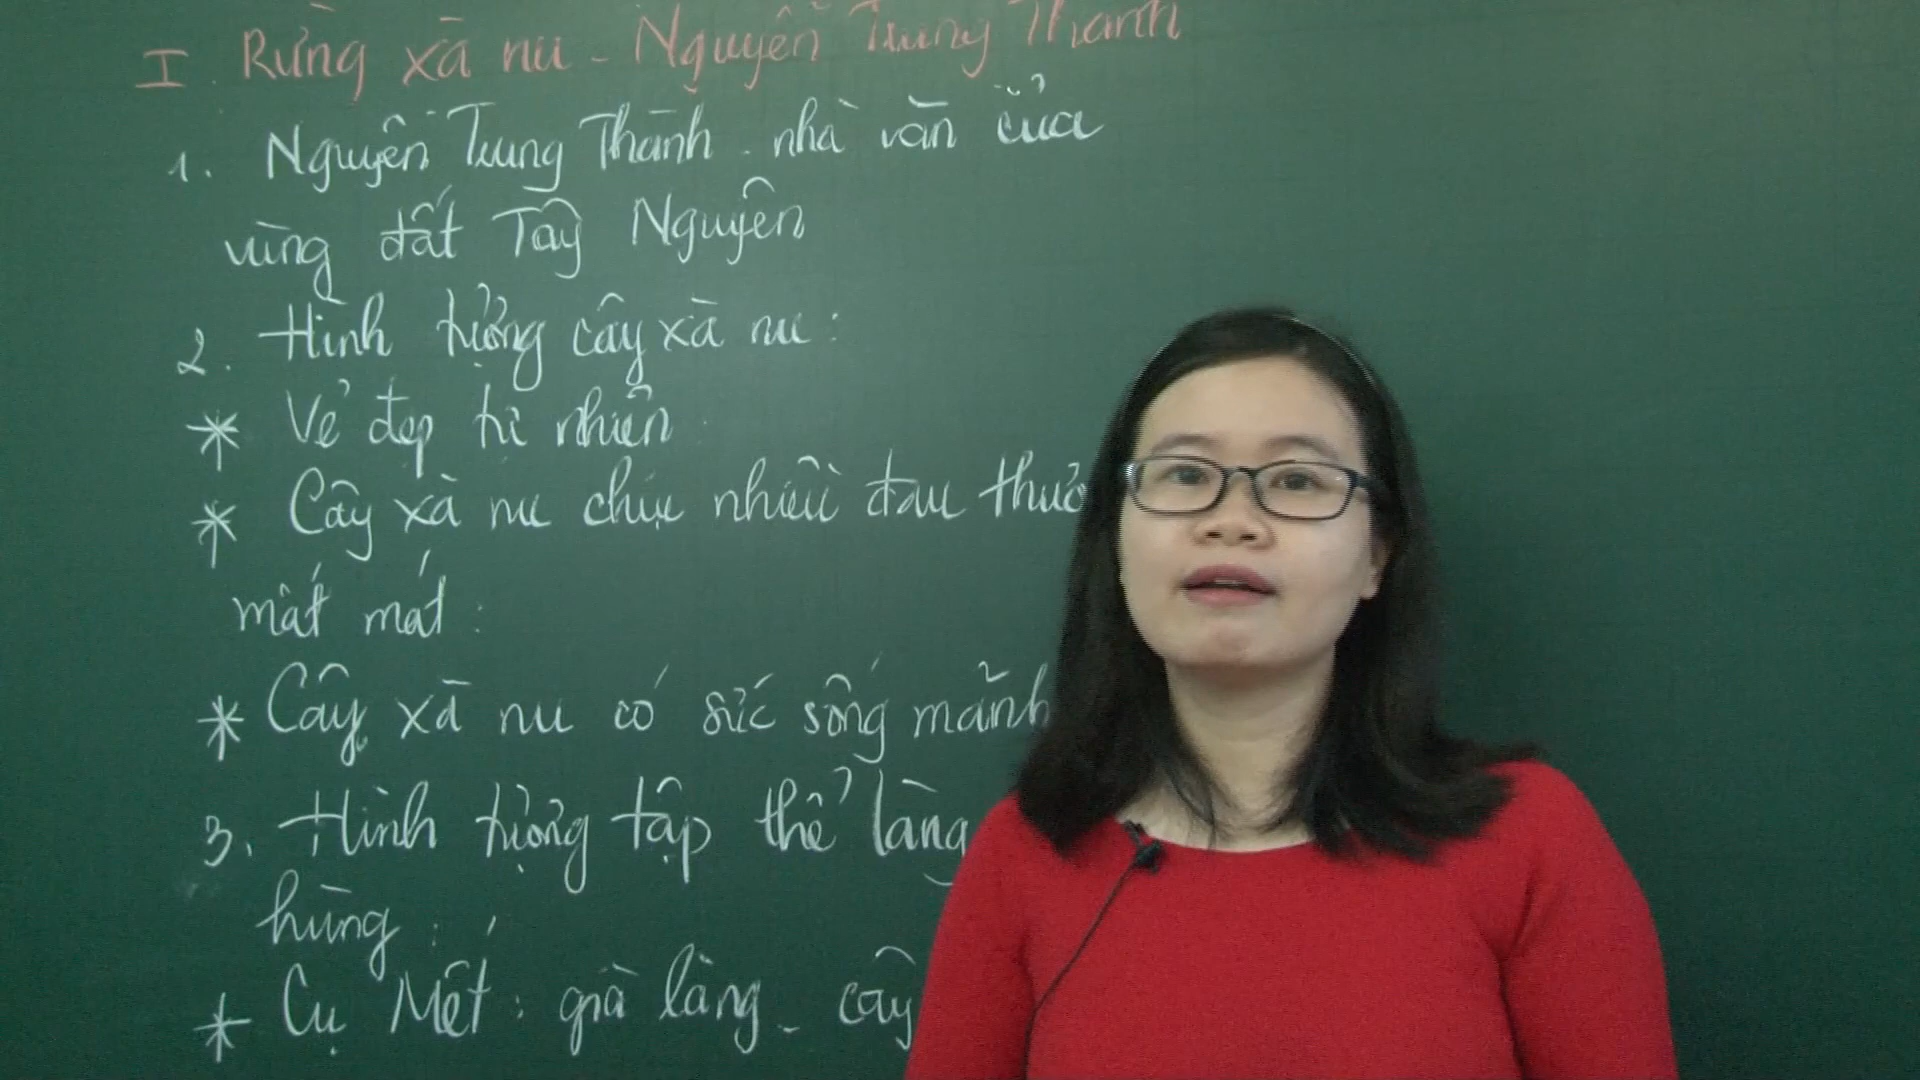 I. Rừng xà nu - Nguyễn Trung Thành
1. Nguyễn Trung Thành - nhà văn của
vùng đất Tây Nguyên
2. Hình tượng cây xà nu :
* Vẻ đẹp tự nhiên
* Cây xà nu chịu nhiều đau thươ
mất mát :
* Cây xà nu có sức sống mãnh
3. Hình tượng tập thể làng
hùng :
* Cụ Mết : già làng - cây